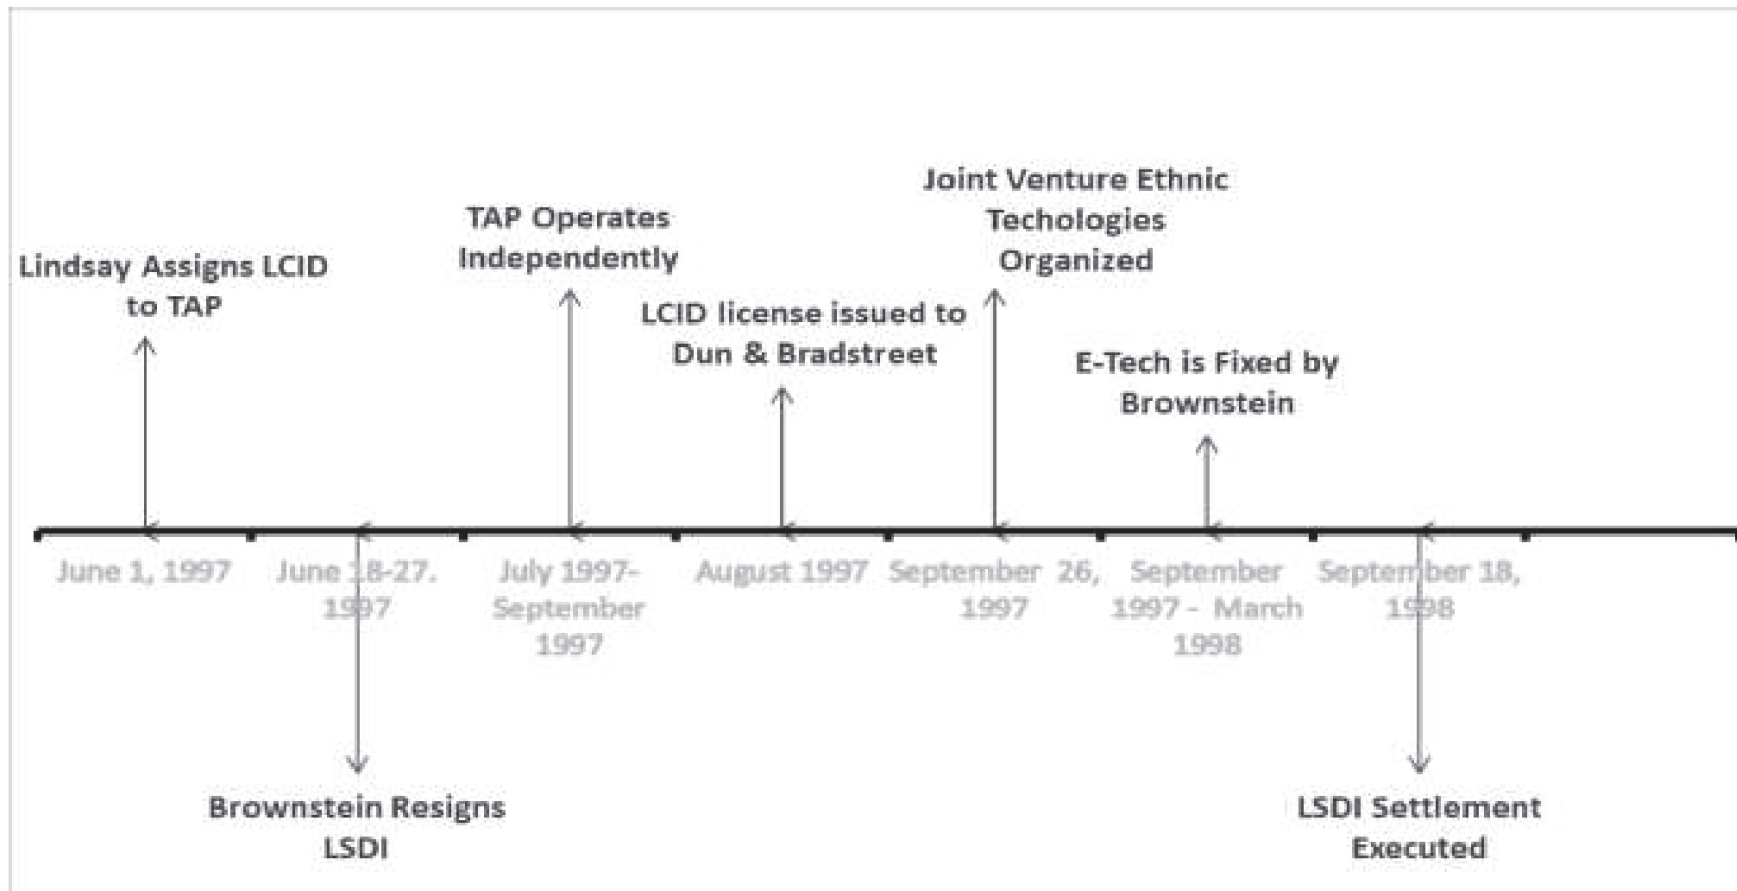 Joint Venture Ethnic
Techologies
Organized
TAP Operates
Independently
Lindsay Assigns LCID
to TAP
LCID license issued to
Dun & Bradstreet
E-Tech is Fixed by
Brownstein
June 1, 1997
June 18-27.
1997
July 1997-
September
1997
August 1997
September 26,
1997
September
1997 - March
1998
September 18,
1998
Brownstein Resigns
LSDI
LSDI Settlement
Executed